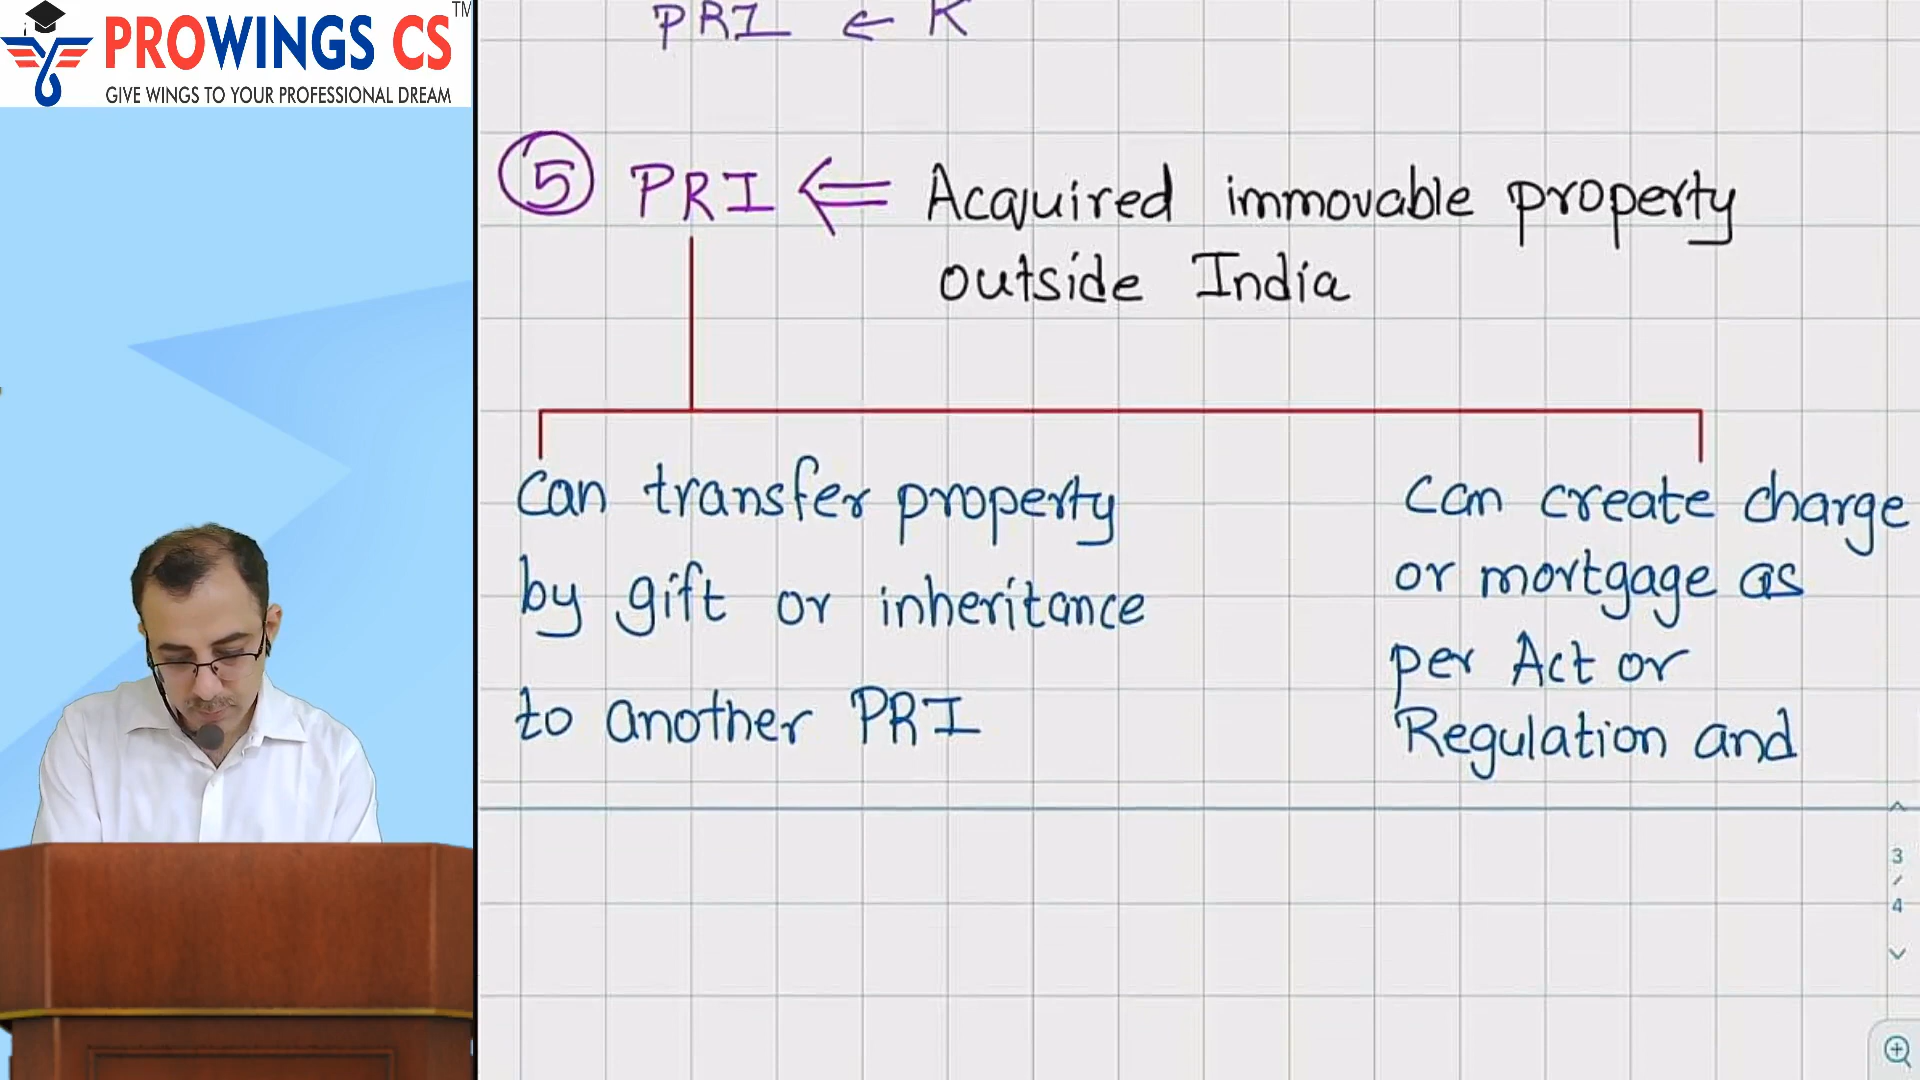 PROWINGS CS TM
GIVE WINGS TO YOUR PROFESSIONAL DREAM
PRI ← R
5 PRI ⇐ Acquired immovable property
outside India
can transfer property
by gift or inheritance
to another PRI
can create charge
or mortgage as
per Act or
Regulation and
3
/
4